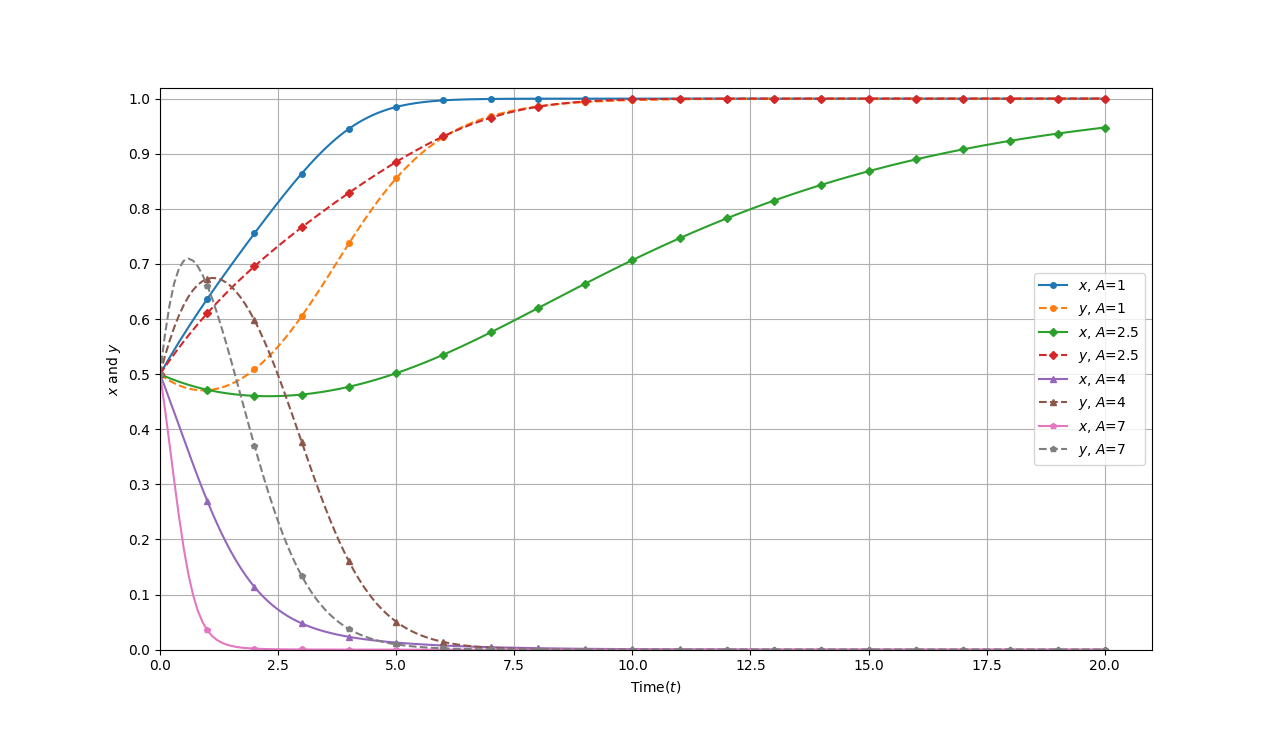 1.0
0.9
0.8
0.7
0.6
0.5
0.4
0.3
0.2
0.1
0.0
x and y
x, A=1
y, A=1
x, A=2.5
y, A=2.5
x, A=4
y, A=4
x, A=7
y, A=7
0.0 2.5 5.0 7.5 10.0 12.5 15.0 17.5 20.0
Time(t)